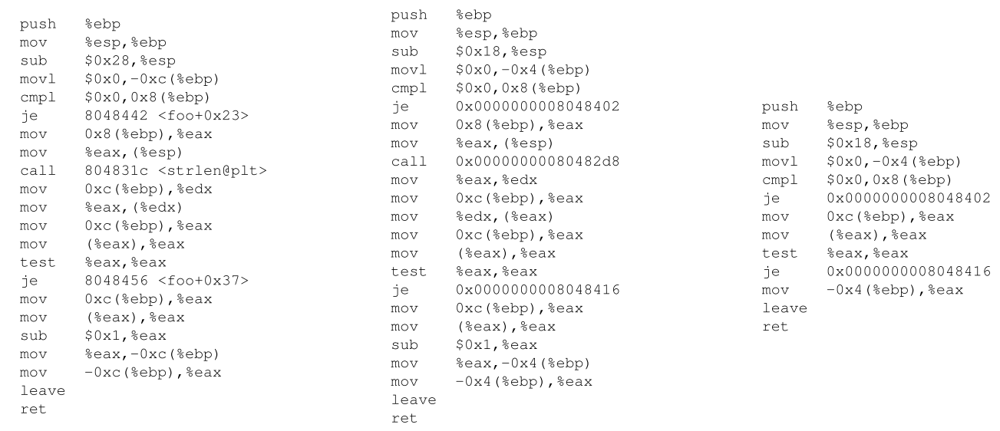 push %ebp
mov %esp,%ebp
sub $0x28,%esp
movl $0x0,-0xc(%ebp)
cmpl $0x0,0x8(%ebp)
je 8048442 <foo+0x23>
mov 0x8(%ebp),%eax
mov %eax,(%esp)
call 804831c <strlen@plt>
mov 0xc(%ebp),%edx
mov %eax,(%edx)
mov 0xc(%ebp),%eax
mov (%eax),%eax
test %eax,%eax
je 8048456 <foo+0x37>
mov 0xc(%ebp),%eax
mov (%eax),%eax
sub $0x1,%eax
mov %eax,-0xc(%ebp)
mov -0xc(%ebp),%eax
leave
ret
push %ebp
mov %esp,%ebp
sub $0x18,%esp
movl $0x0,-0x4(%ebp)
cmpl $0x0,0x8(%ebp)
je 0x0000000008048402
mov 0x8(%ebp),%eax
mov %eax,(%esp)
call 0x00000000080482d8
mov %eax,%edx
mov 0xc(%ebp),%eax
mov %edx,(%eax)
mov 0xc(%ebp),%eax
mov (%eax),%eax
test %eax,%eax
je 0x0000000008048416
mov 0xc(%ebp),%eax
mov (%eax),%eax
sub $0x1,%eax
mov %eax,-0x4(%ebp)
mov -0x4(%ebp),%eax
leave
ret
push %ebp
mov %esp,%ebp
sub $0x18,%esp
movl $0x0,-0x4(%ebp)
cmpl $0x0,0x8(%ebp)
je 0x0000000008048402
mov 0xc(%ebp),%eax
mov (%eax),%eax
test %eax,%eax
je 0x0000000008048416
mov -0x4(%ebp),%eax
leave
ret